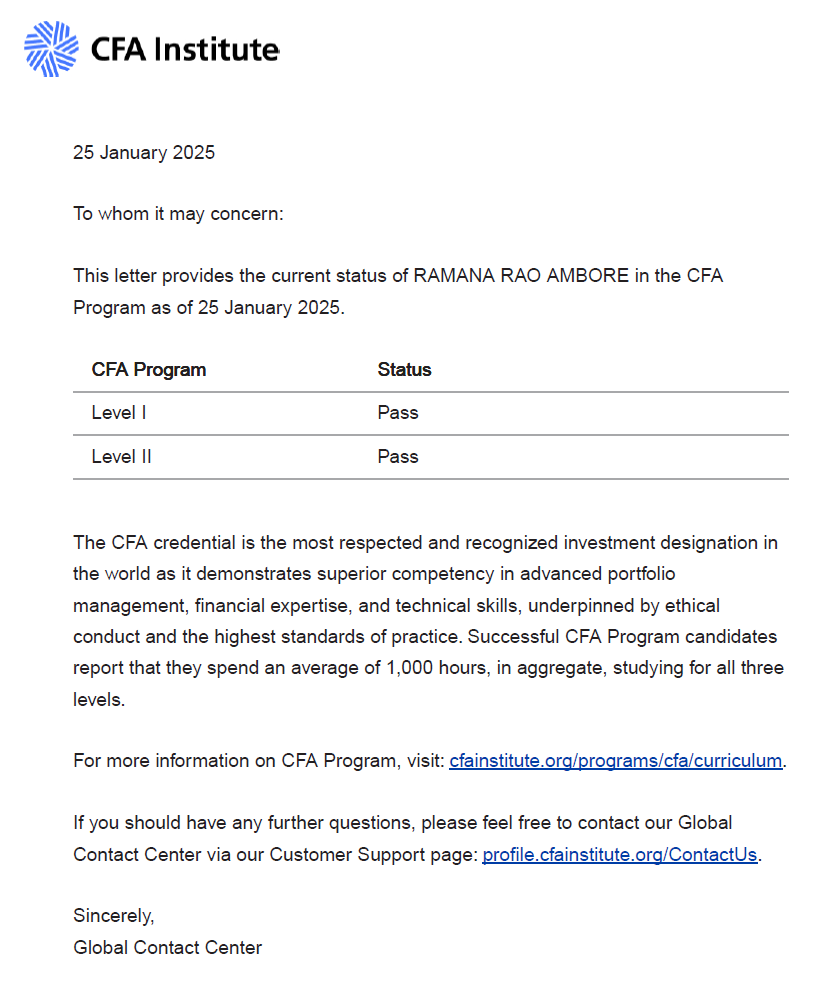 CFA Institute
25 January 2025
To whom it may concern:
This letter provides the current status of RAMANA RAO AMBORE in the CFA
Program as of 25 January 2025.
CFA Program Status
Level I Pass
Level II Pass
The CFA credential is the most respected and recognized investment designation in
the world as it demonstrates superior competency in advanced portfolio
management, financial expertise, and technical skills, underpinned by ethical
conduct and the highest standards of practice. Successful CFA Program candidates
report that they spend an average of 1,000 hours, in aggregate, studying for all three
levels.
For more information on CFA Program, visit: cfainstitute.org/programs/cfa/curriculum.
If you should have any further questions, please feel free to contact our Global
Contact Center via our Customer Support page: profile.cfainstitute.org/ContactUs.
Sincerely,
Global Contact Center